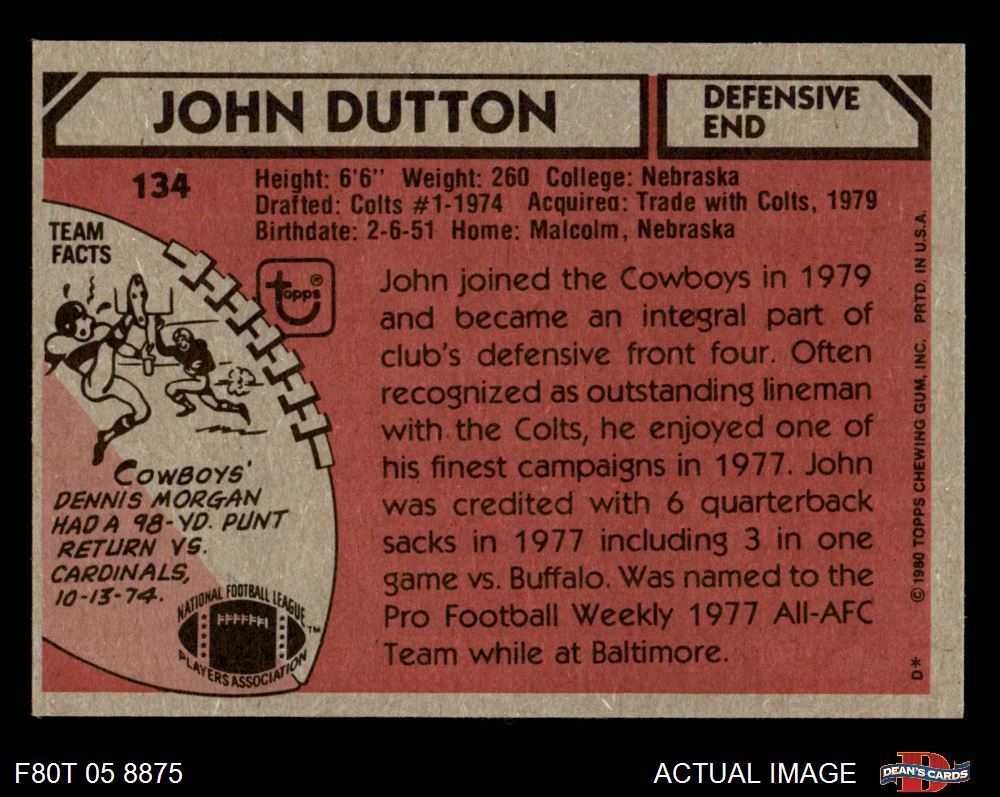 JOHN DUTTON
DEFENSIVE
END
134
Height: 6'6" Weight: 260 College: Nebraska
Drafted: Colts #1-1974 Acquired: Trade with Colts, 1979
Birthdate: 2-6-51 Home: Malcolm, Nebraska
TEAM
FACTS
topps®
COWBOYS'
DENNIS MORGAN
HAD A 98-YD. PUNT
RETURN VS.
CARDINALS,
10-13-74.
NATIONAL FOOTBALL LEAGUE
PLAYERS ASSOCIATION
TM
John joined the Cowboys in 1979
and became an integral part of
club's defensive front four. Often
recognized as outstanding lineman
with the Colts, he enjoyed one of
his finest campaigns in 1977. John
was credited with 6 quarterback
sacks in 1977 including 3 in one
game vs. Buffalo. Was named to the
Pro Football Weekly 1977 All-AFC
Team while at Baltimore.
D* © 1980 TOPPS CHEWING GUM, INC. PRTD. IN U.S.A.
F80T 05 8875
ACTUAL IMAGE
D
DEAN'S CARDS